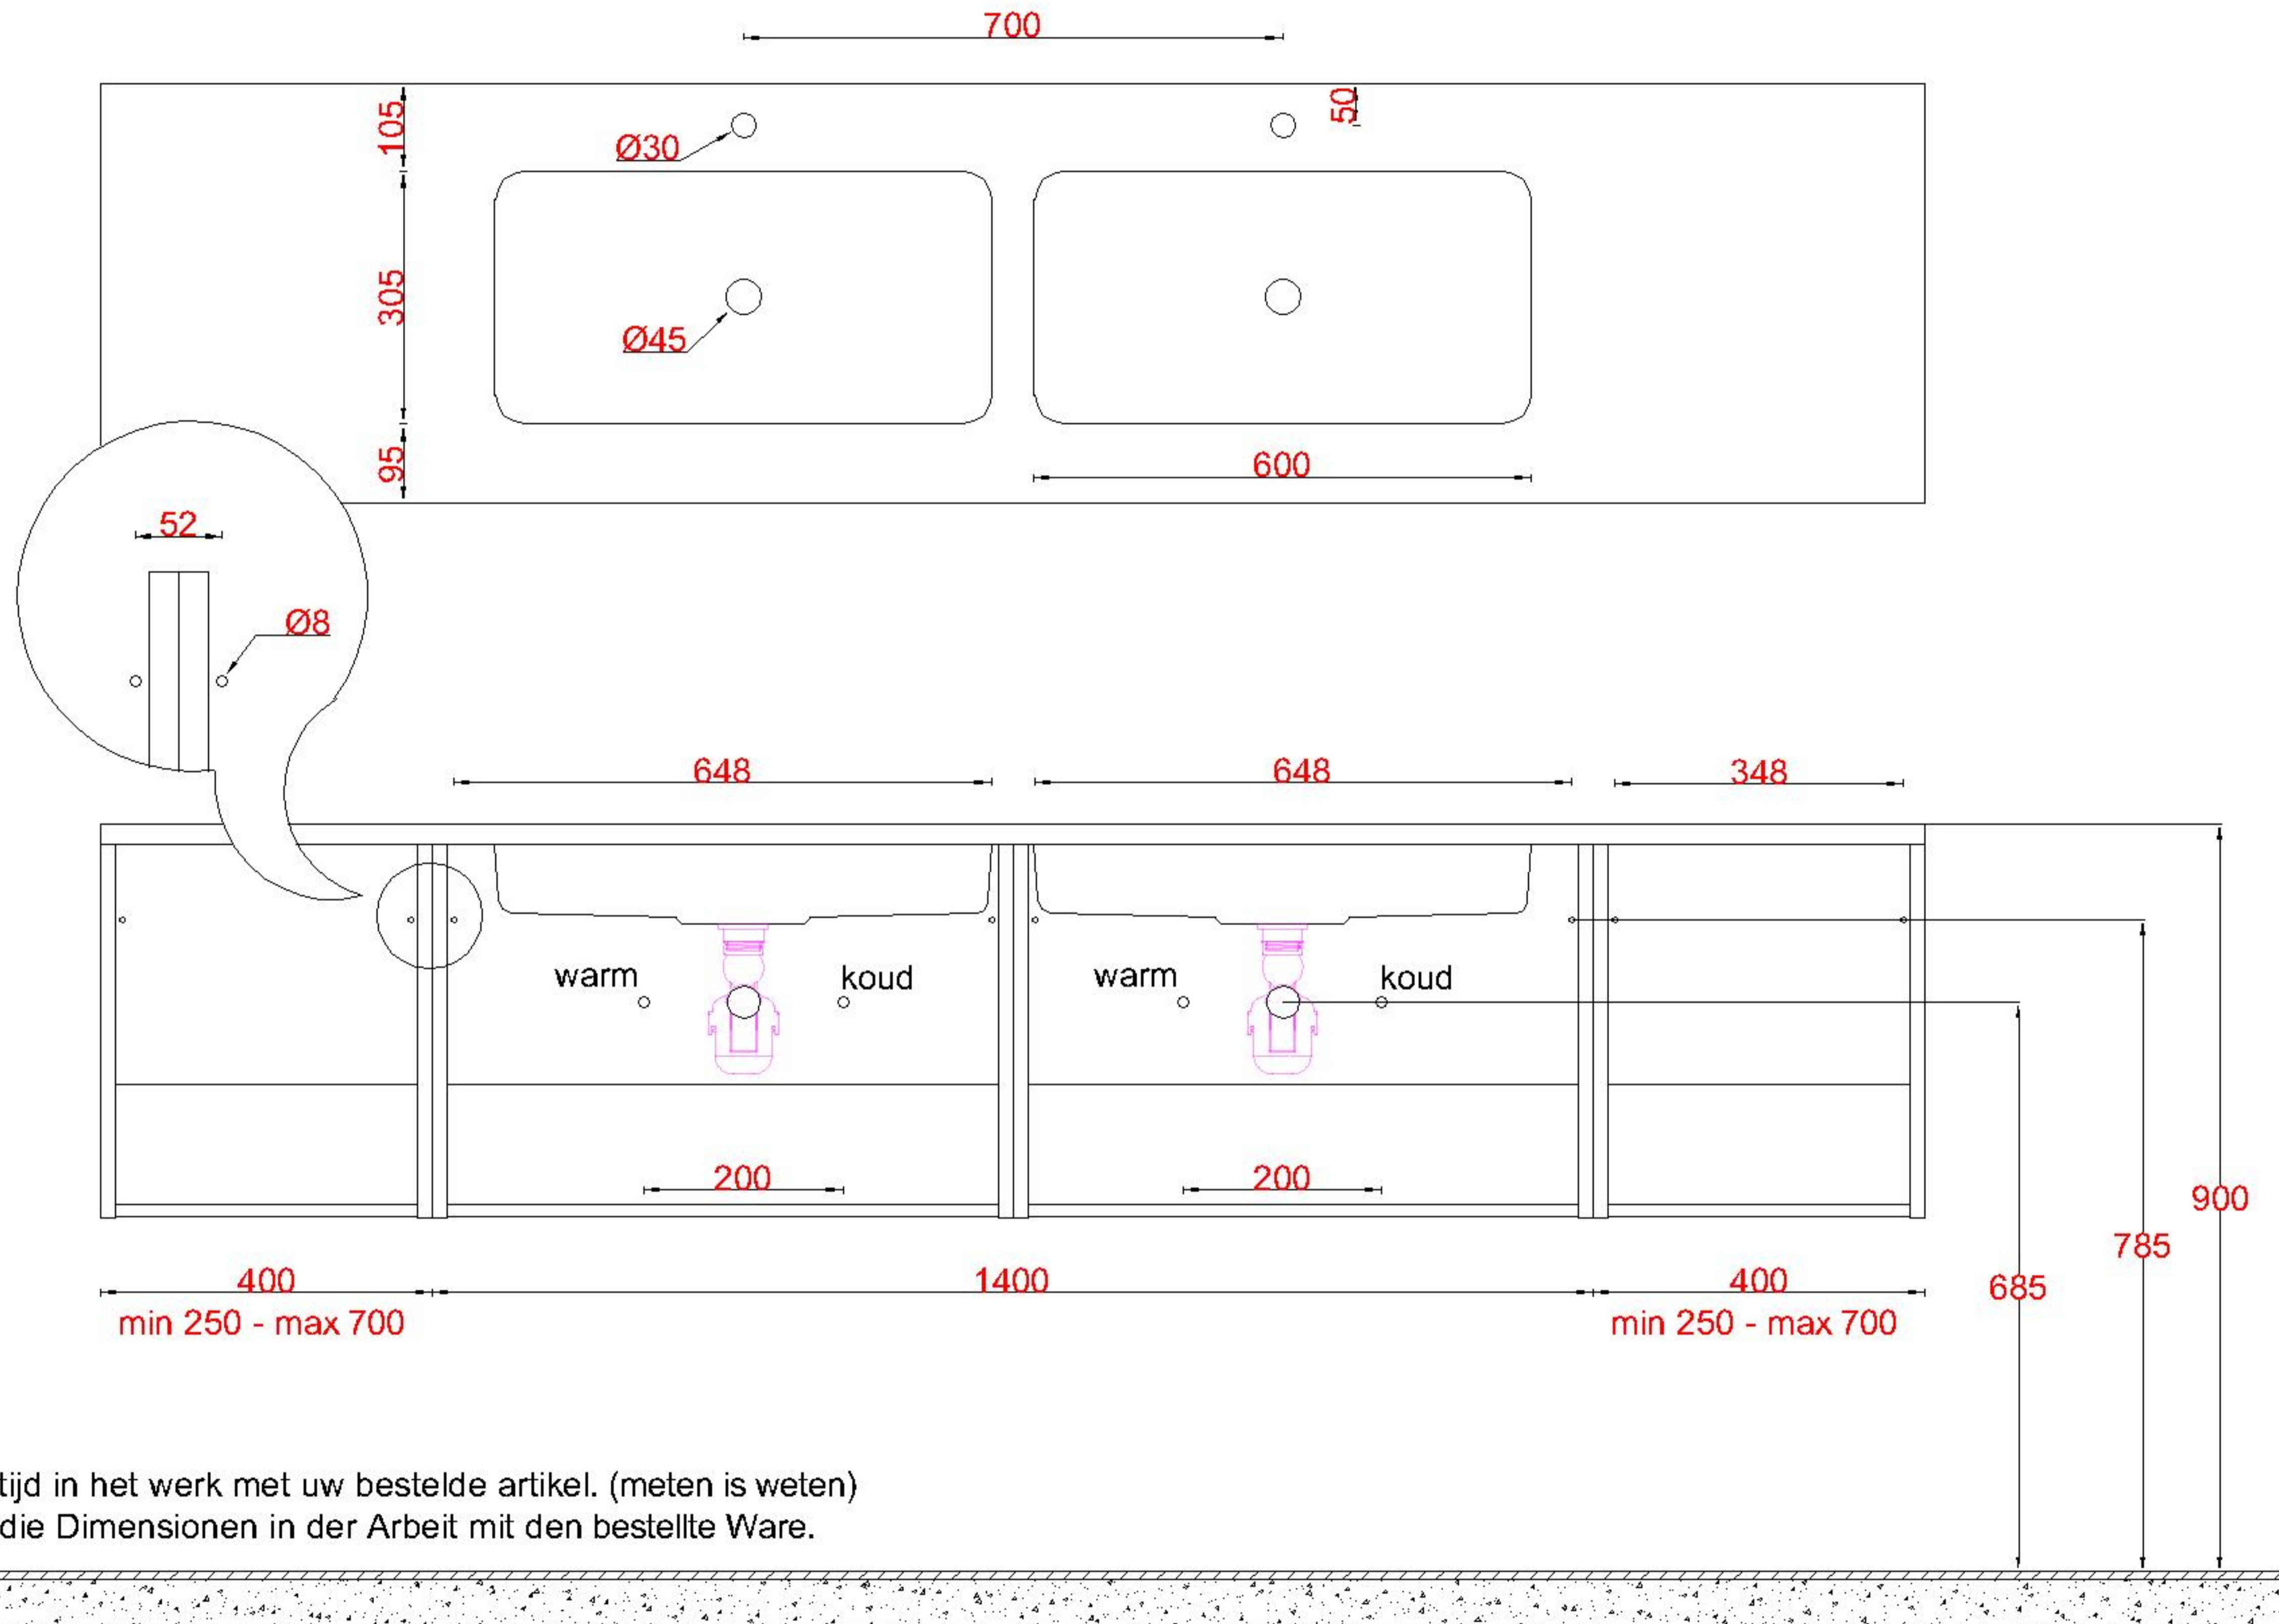 700
105
50
Ø30
305
Ø45
95
600
52
Ø8
648
648
348
warm
koud
warm
koud
200
200
900
785
685
400
1400
400
min 250 - max 700
min 250 - max 700
tijd in het werk met uw bestelde artikel. (meten is weten)
die Dimensionen in der Arbeit mit den bestellte Ware.